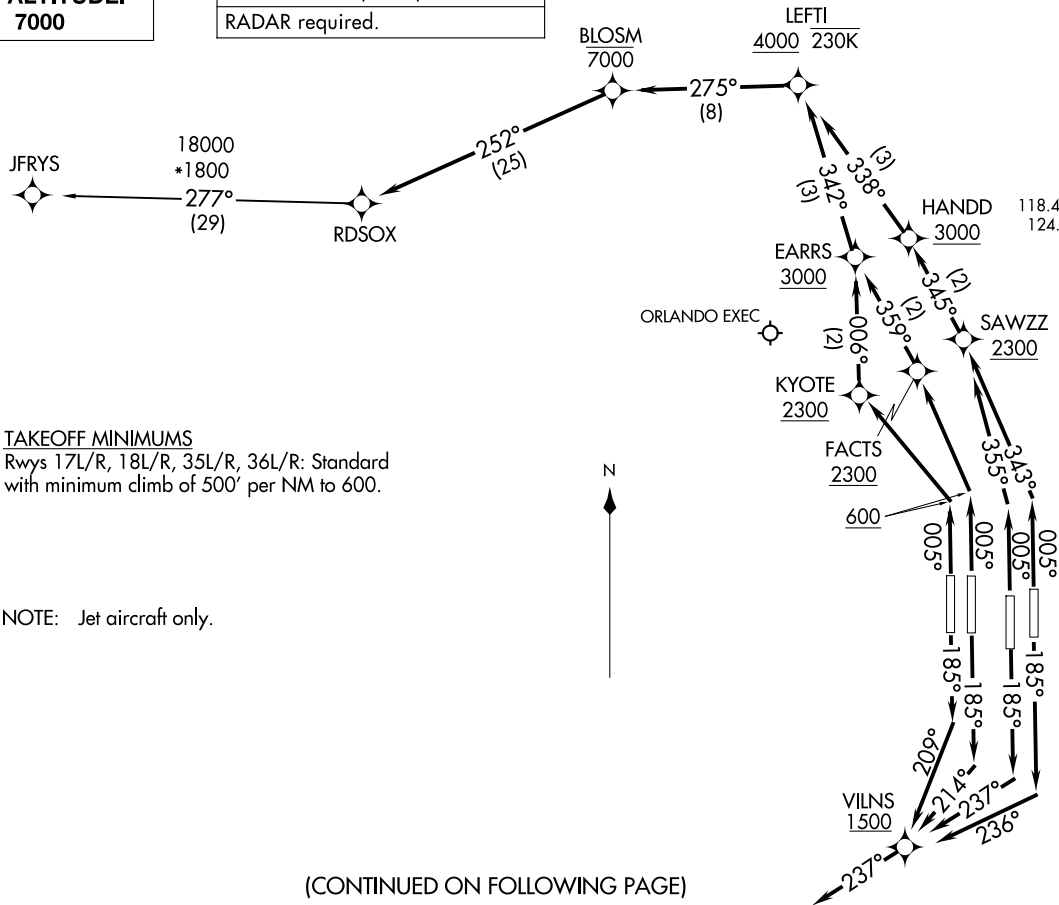 7000
RADAR required.
LEFTI
4000 230K
BLOSM
7000
275°
(8)
252°
(25)
18000
*1800
277°
(29)
JFRYS
RDSOX
(3)
338°
342°
(3)
HANDD
3000
118.4
124.
EARRS
3000
(2)
345°
(2)
359°
006°
(2)
ORLANDO EXEC
SAWZZ
2300
KYOTE
2300
FACTS
2300
355°
343°
600
TAKEOFF MINIMUMS
Rwys 17L/R, 18L/R, 35L/R, 36L/R: Standard
with minimum climb of 500' per NM to 600.
N
005°
005°
005°
005°
NOTE: Jet aircraft only.
185°
185°
185°
185°
209°
214°
237°
236°
VILNS
1500
237°
(CONTINUED ON FOLLOWING PAGE)